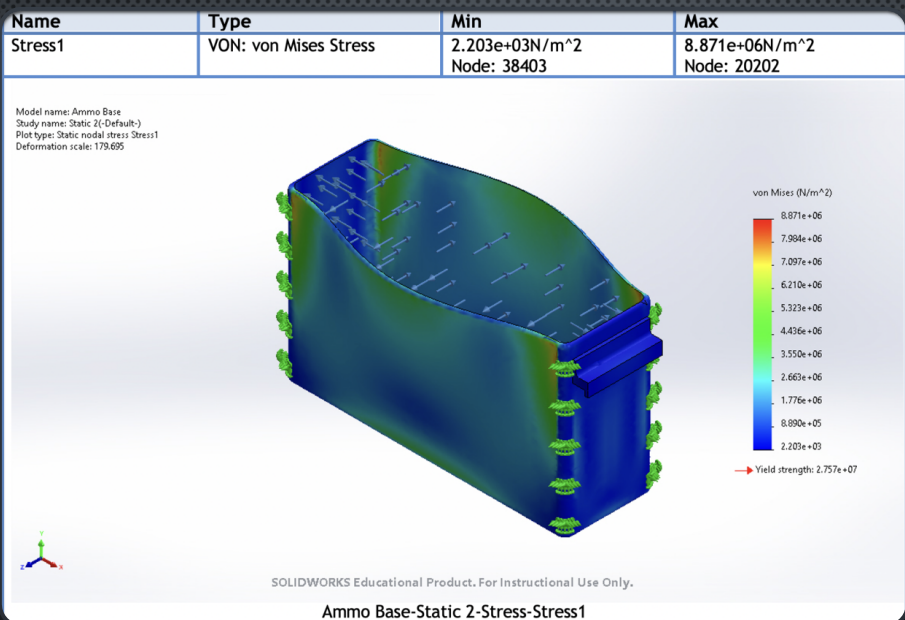 Name Type Min Max
Stress1 VON: von Mises Stress 2.203e+03N/m^2 8.871e+06N/m^2
Node: 38403 Node: 20202
Model name: Ammo Base
Study name: Static 2(-Default-)
Plot type: Static nodal stress Stress1
Deformation scale: 179.695
von Mises (N/m^2)
8.871e+06
7.984e+06
7.097e+06
6.210e+06
5.323e+06
4.436e+06
3.550e+06
2.663e+06
1.776e+06
8.890e+05
2.203e+03
Yield strength: 2.757e+07
Y
Z X
SOLIDWORKS Educational Product. For Instructional Use Only.
Ammo Base-Static 2-Stress-Stress1